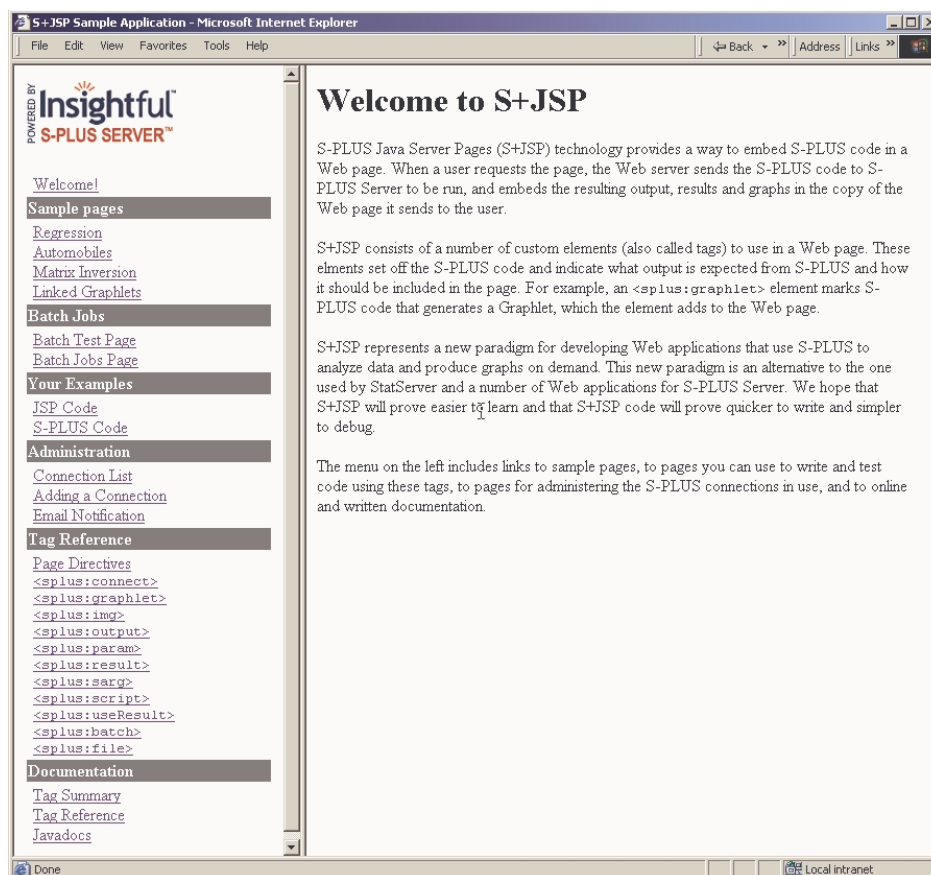 S+JSP Sample Application - Microsoft Internet Explorer
File Edit View Favorites Tools Help
Back » Address Links »
POWERED BY
Insightful
S-PLUS SERVER™
Welcome!
Sample pages
Regression
Automobiles
Matrix Inversion
Linked Graphlets
Batch Jobs
Batch Test Page
Batch Jobs Page
Your Examples
JSP Code
S-PLUS Code
Administration
Connection List
Adding a Connection
Email Notification
Tag Reference
Page Directives
<splus:connect>
<splus:graphlet>
<splus:img>
<splus:output>
<splus:param>
<splus:result>
<splus:sarg>
<splus:script>
<splus:useResult>
<splus:batch>
<splus:file>
Documentation
Tag Summary
Tag Reference
Javadocs
Welcome to S+JSP
S-PLUS Java Server Pages (S+JSP) technology provides a way to embed S-PLUS code in a
Web page. When a user requests the page, the Web server sends the S-PLUS code to S-
PLUS Server to be run, and embeds the resulting output, results and graphs in the copy of the
Web page it sends to the user.
S+JSP consists of a number of custom elements (also called tags) to use in a Web page. These
elments set off the S-PLUS code and indicate what output is expected from S-PLUS and how
it should be included in the page. For example, an <splus:graphlet> element marks S-
PLUS code that generates a Graphlet, which the element adds to the Web page.
S+JSP represents a new paradigm for developing Web applications that use S-PLUS to
analyze data and produce graphs on demand. This new paradigm is an alternative to the one
used by StatServer and a number of Web applications for S-PLUS Server. We hope that
S+JSP will prove easier to learn and that S+JSP code will prove quicker to write and simpler
to debug.
The menu on the left includes links to sample pages, to pages you can use to write and test
code using these tags, to pages for administering the S-PLUS connections in use, and to online
and written documentation.
Done
Local intranet